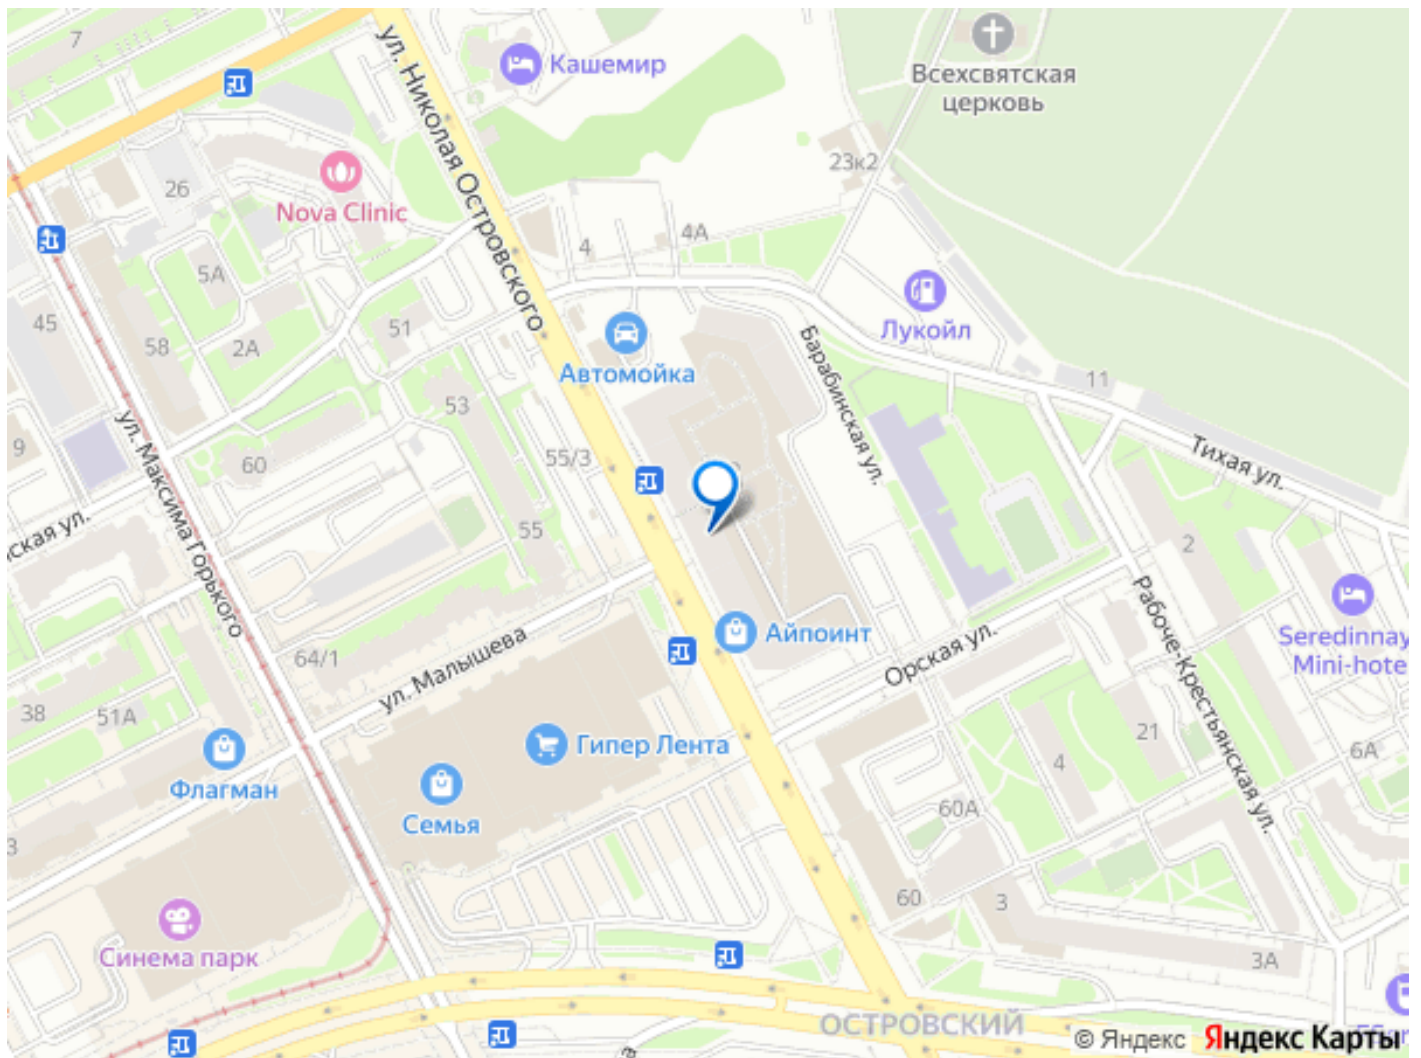 7
ул. Николая Островского
Кашемир
Всехсвятская
церковь
23к2
26
Nova Clinic
4
4А
5А
Лукойл
45
58
2А
51
Автомойка
Барабинская ул.
11
53
9
ул. Максима Горького
60
55/3
Тихая ул.
ская ул.
55
2
Рабоче-Крестьянская ул.
64/1
ул. Малышева
Айпоинт
Орская ул.
Seredinnay
Mini-hote
38
51А
Флагман
Гипер Лента
21
4
6А
Семья
60А
3
60
3
Синема парк
3А
ОСТРОВСКИЙ
© Яндекс Яндекс Карты